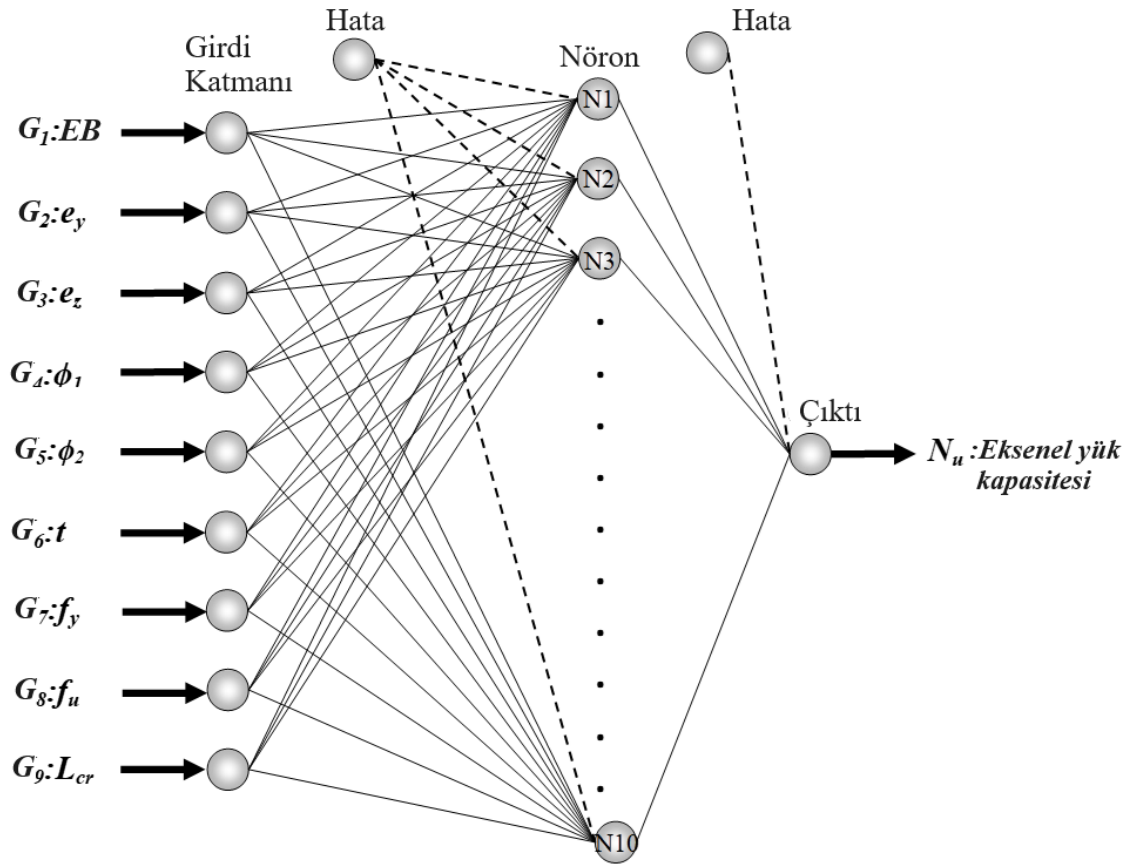 Hata
Hata
Girdi
Katmanı
Nöron
G1:EB
G2:ey
G3:ez
G4:ϕ1
G5:ϕ2
G6:t
G7:fy
G8:fu
G9:Lcr
N1
N2
N3
N10
Çıktı
Nu :Eksenel yük
kapasitesi